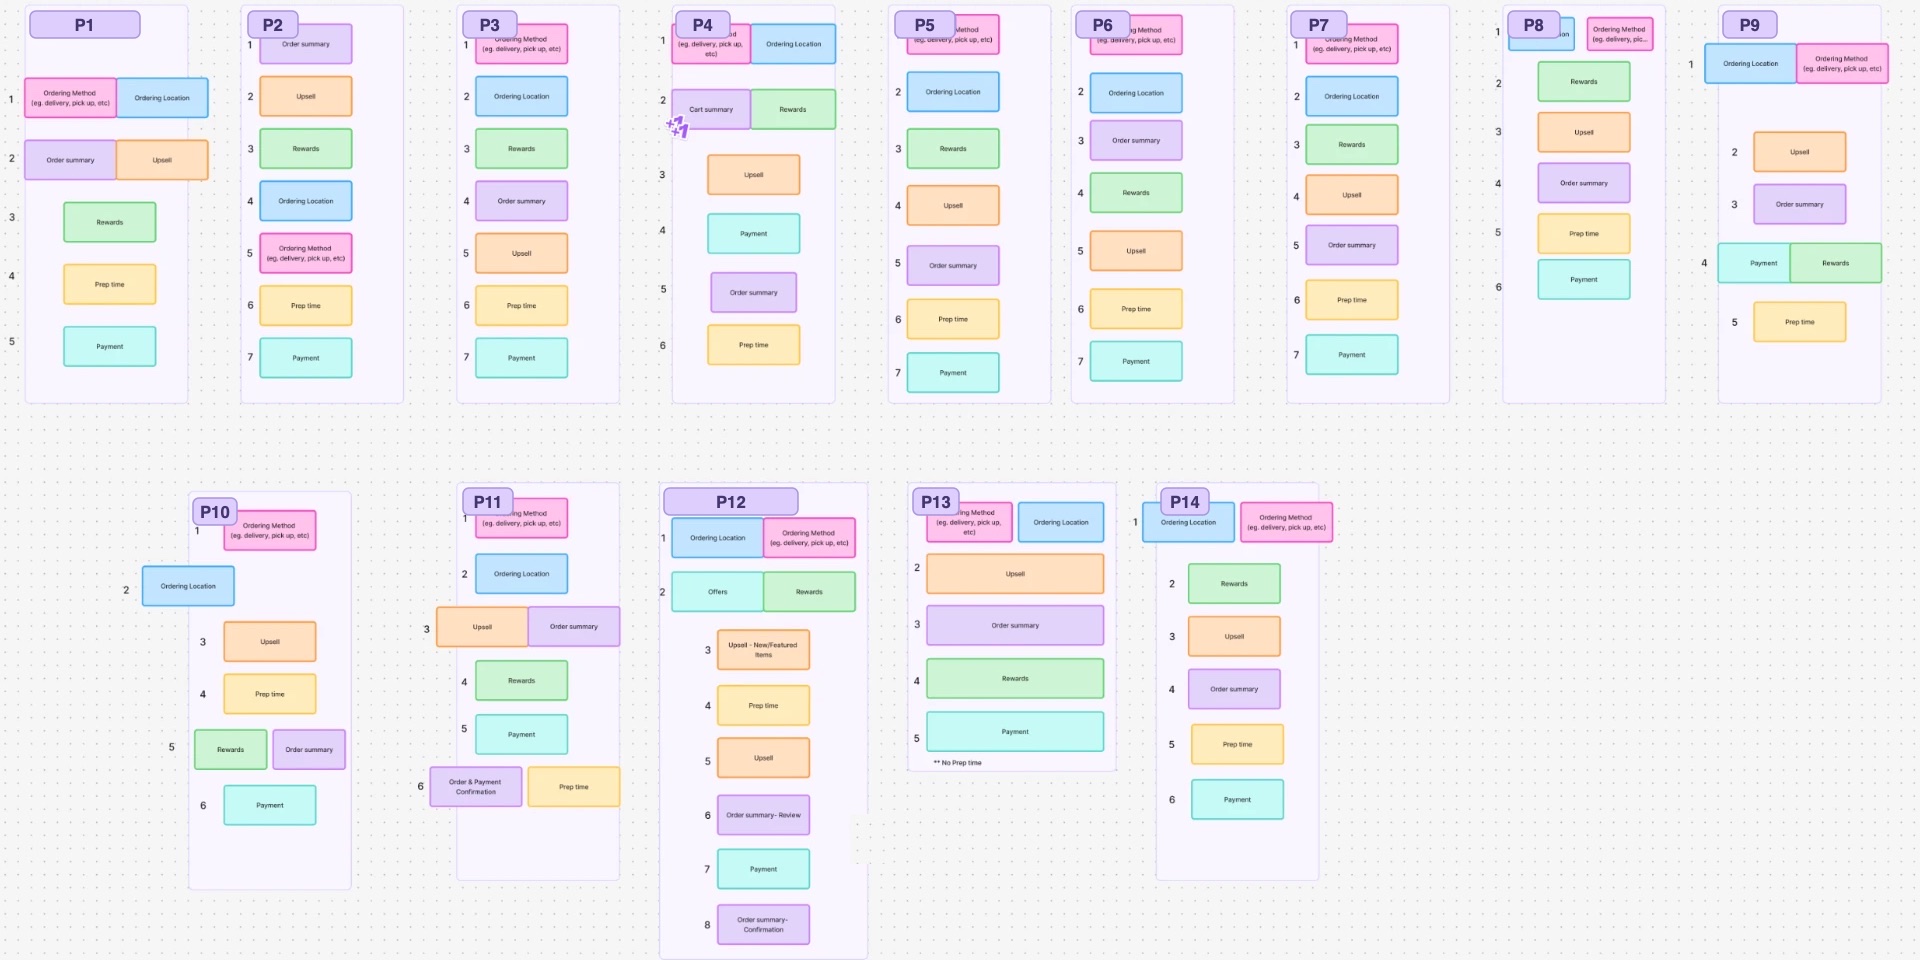 P1
1
Ordering Method
(eg. delivery, pick up, etc)
Ordering Location
2
Order summary
Upsell
3
Rewards
4
Prep time
5
Payment
P2
1
Order summary
2
Upsell
3
Rewards
4
Ordering Location
5
Ordering Method
(eg. delivery, pick up, etc)
6
Prep time
7
Payment
P3
1
Ordering Method
(eg. delivery, pick up, etc)
2
Ordering Location
3
Rewards
4
Order summary
5
Upsell
6
Prep time
7
Payment
P4
1
(eg. delivery, pick up,
etc)
Ordering Location
2
Cart summary
Rewards
+1
+1
3
Upsell
4
Payment
5
Order summary
6
Prep time
P5
(eg. delivery, pick up, etc)
2
Ordering Location
3
Rewards
4
Upsell
5
Order summary
6
Prep time
7
Payment
P6
Method
(eg. delivery, pick up, etc)
2
Ordering Location
3
Order summary
4
Rewards
5
Upsell
6
Prep time
7
Payment
P7
1
Ordering Method
(eg. delivery, pick up, etc)
2
Ordering Location
3
Rewards
4
Upsell
5
Order summary
6
Prep time
7
Payment
P8
1
Ordering Method
(eg. delivery, pic...
2
Rewards
3
Upsell
4
Order summary
5
Prep time
6
Payment
P9
1
Ordering Location
Ordering Method
(eg. delivery, pick up, etc)
2
Upsell
3
Order summary
4
Payment
Rewards
5
Prep time
P10
1
Ordering Method
(eg. delivery, pick up, etc)
2
Ordering Location
3
Upsell
4
Prep time
5
Rewards
Order summary
6
Payment
P11
1
Ordering Method
(eg. delivery, pick up, etc)
2
Ordering Location
3
Upsell
Order summary
4
Rewards
5
Payment
6
Order & Payment
Confirmation
Prep time
P12
1
Ordering Location
Ordering Method
(eg. delivery, pick up, etc)
2
Offers
Rewards
3
Upsell - New/Featured
Items
4
Prep time
5
Upsell
6
Order summary- Review
7
Payment
8
Order summary-
Confirmation
P13
Method
(eg. delivery, pick up,
etc)
Ordering Location
2
Upsell
3
Order summary
4
Rewards
5
Payment
** No Prep time
P14
1
Ordering Location
Ordering Method
(eg. delivery, pick up, etc)
2
Rewards
3
Upsell
4
Order summary
5
Prep time
6
Payment